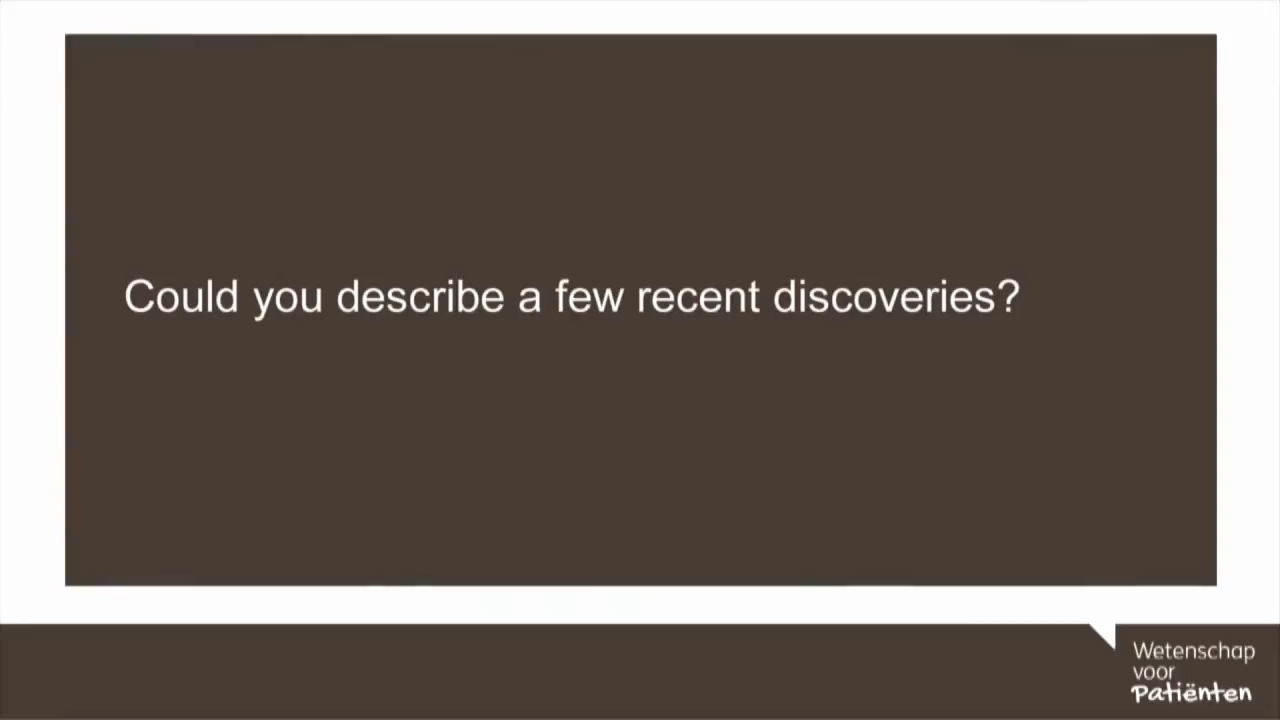 Could you describe a few recent discoveries?
Wetenschap
voor
Patiënten